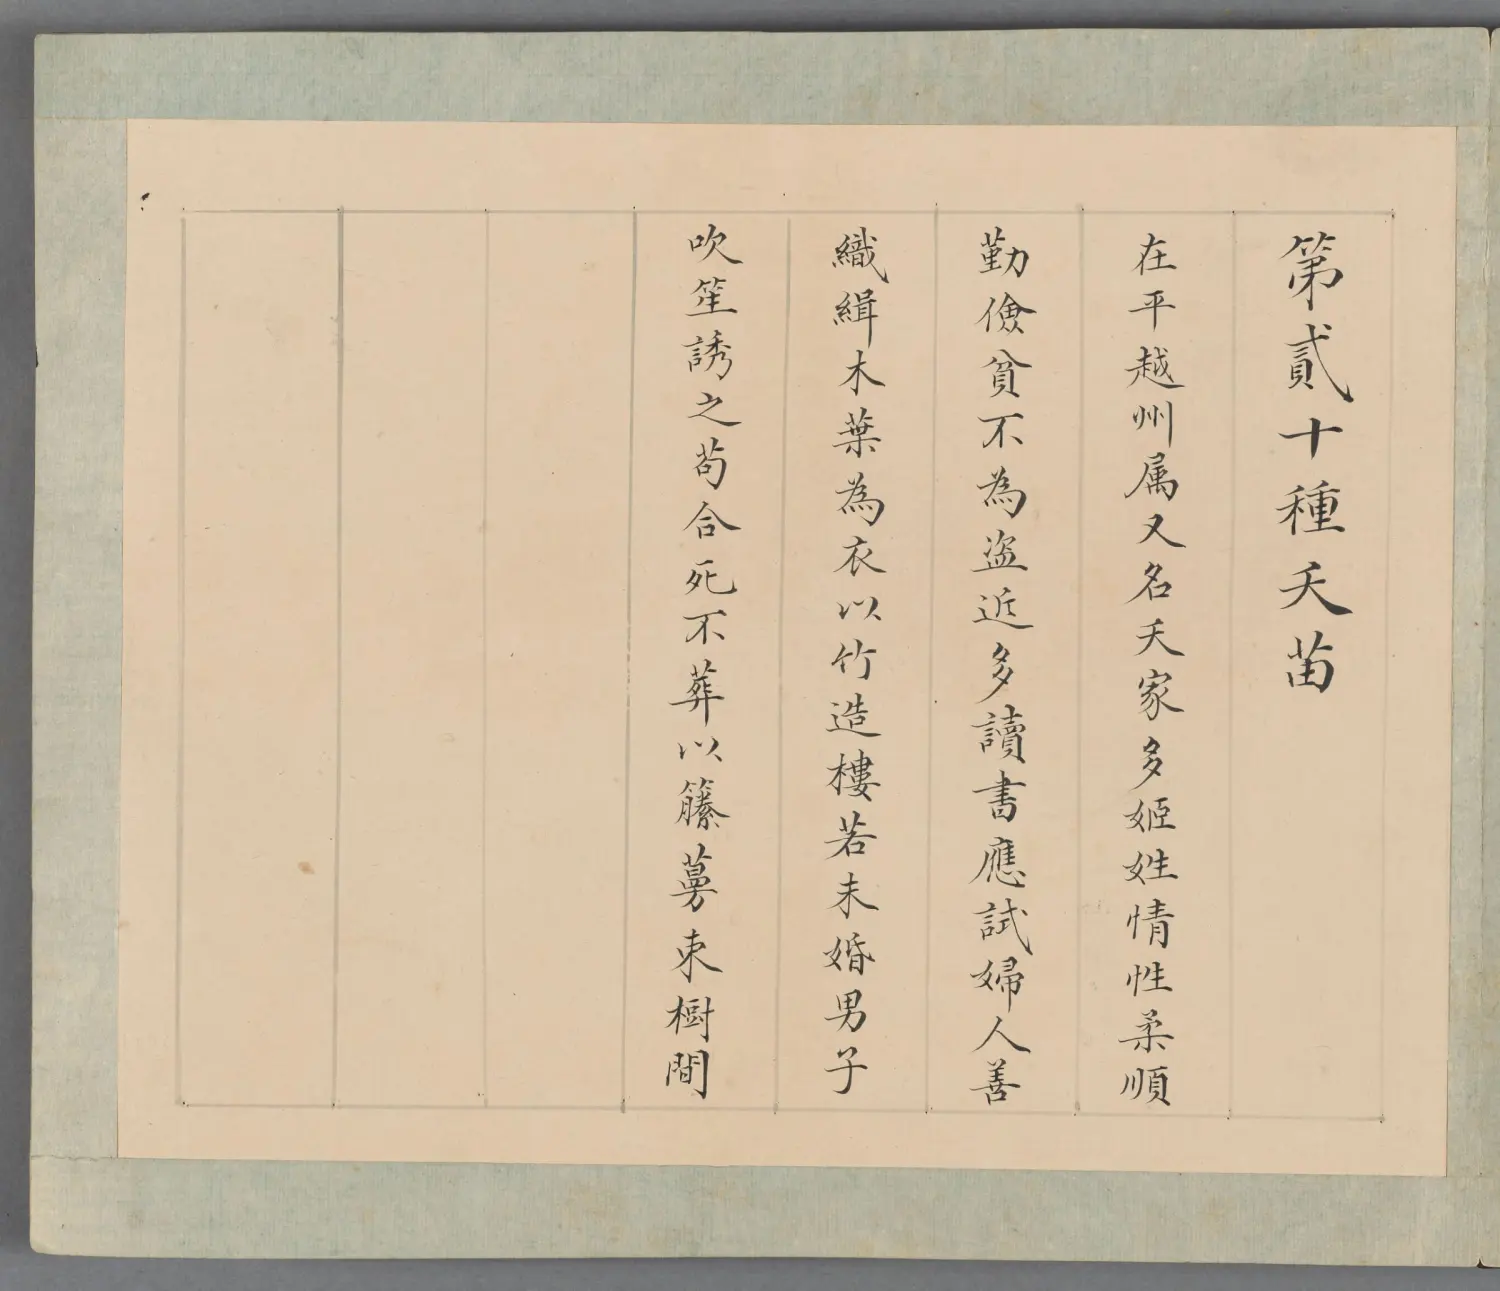 第貳十種夭苗
在平越州属又名夭家多姬姓情性柔順
勤儉貧不為盗近多讀書應試婦人善
織緝木葉為衣以竹造樓若未婚男子
吹笙誘之苟合死不葬以籐蔓束樹間